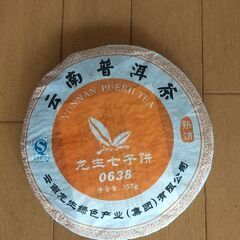 云南普洱茶
YUNNAN PU-ERH TEA
熟饼
龙生七子饼
0638
净含量 357g
云南龙生绿色产业（集团）有限公司